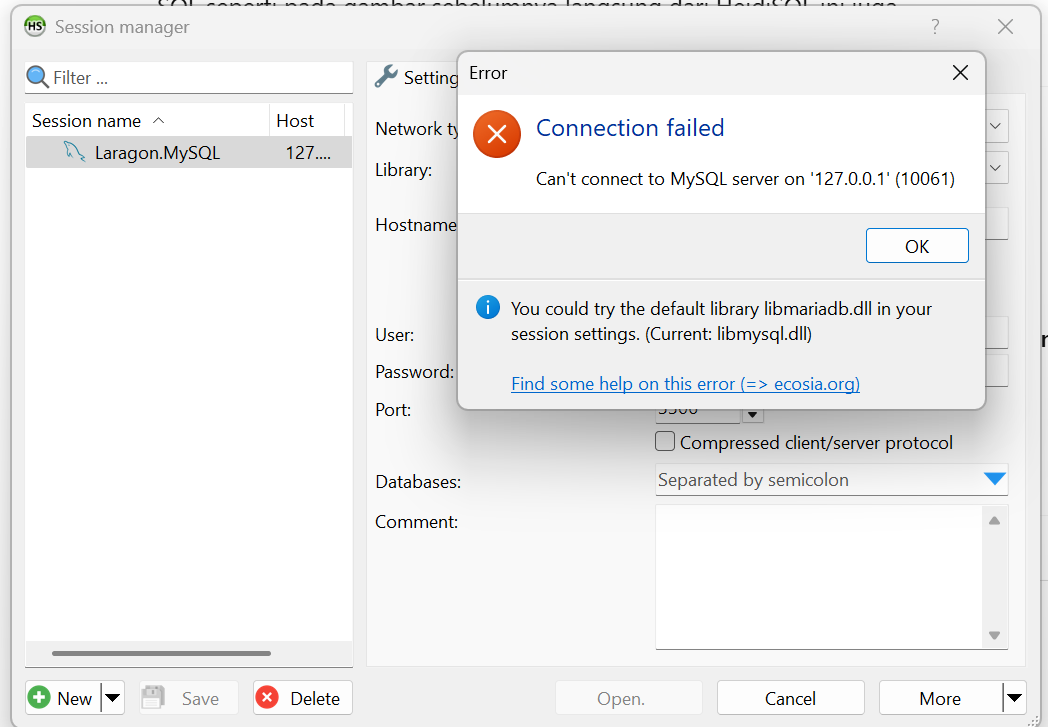 SQL seperti pada gambar sebelumnya langsung dari HeidiSQL ini juga
HS Session manager ?
Filter ...
Session name Host
Laragon.MySQL 127....
Setting
Network ty
Library:
Hostname
User:
Password:
Port: 3306
Compressed client/server protocol
Databases: Separated by semicolon
Comment:
Error
Connection failed
Can't connect to MySQL server on '127.0.0.1' (10061)
OK
You could try the default library libmariadb.dll in your
session settings. (Current: libmysql.dll)
Find some help on this error (=> ecosia.org)
New Save Delete Open. Cancel More